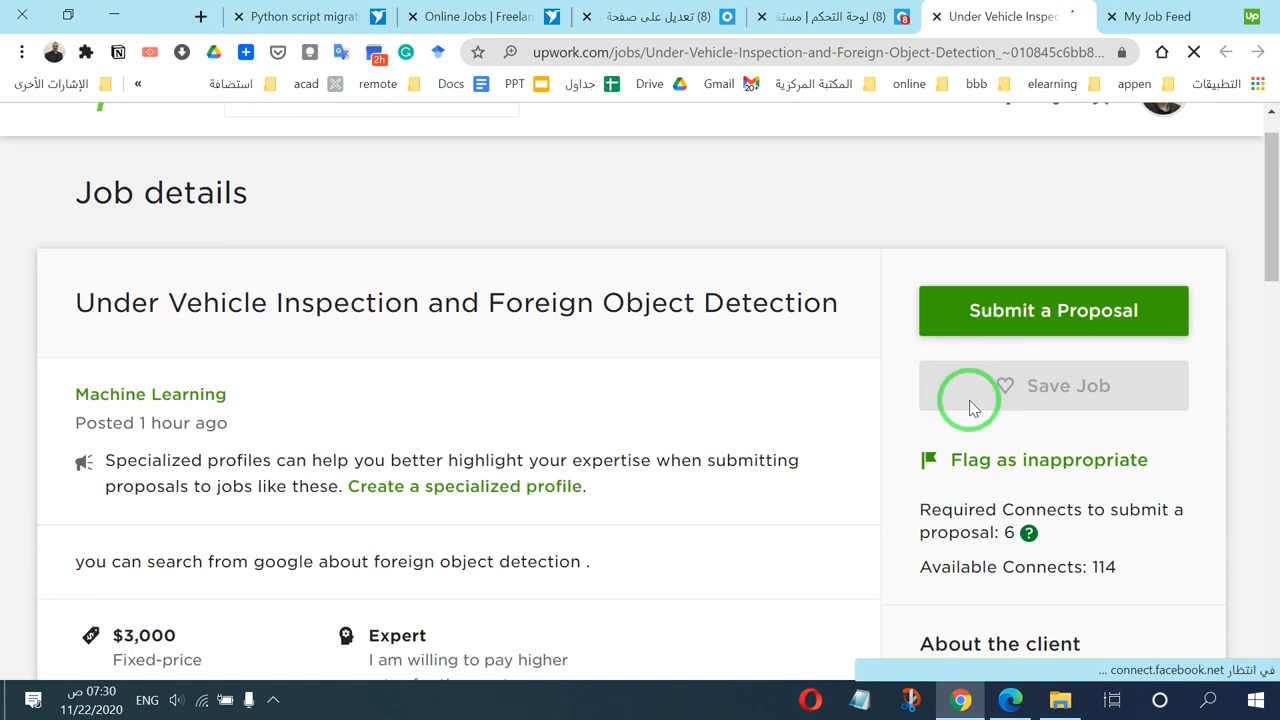 Python script migrati
Online Jobs | Freelan
(8) تعديل على صفحة
(8) لوحة التحكم | مستق
Under Vehicle Inspec
My Job Feed
upwork.com/jobs/Under-Vehicle-Inspection-and-Foreign-Object-Detection_~010845c6bb8...
2h
الإشارات الأخرى
«
استضافة
acad
remote
Docs
PPT
جداول
Drive
Gmail
المكتبة المركزية
online
bbb
elearning
appen
التطبيقات
Job details
Under Vehicle Inspection and Foreign Object Detection
Submit a Proposal
Save Job
Machine Learning
Posted 1 hour ago
Flag as inappropriate
Specialized profiles can help you better highlight your expertise when submitting
proposals to jobs like these. Create a specialized profile.
Required Connects to submit a
proposal: 6
Available Connects: 114
you can search from google about foreign object detection .
$3,000
Fixed-price
Expert
I am willing to pay higher
About the client
في انتظار connect.facebook.net ...
07:30 ص
11/22/2020
ENG